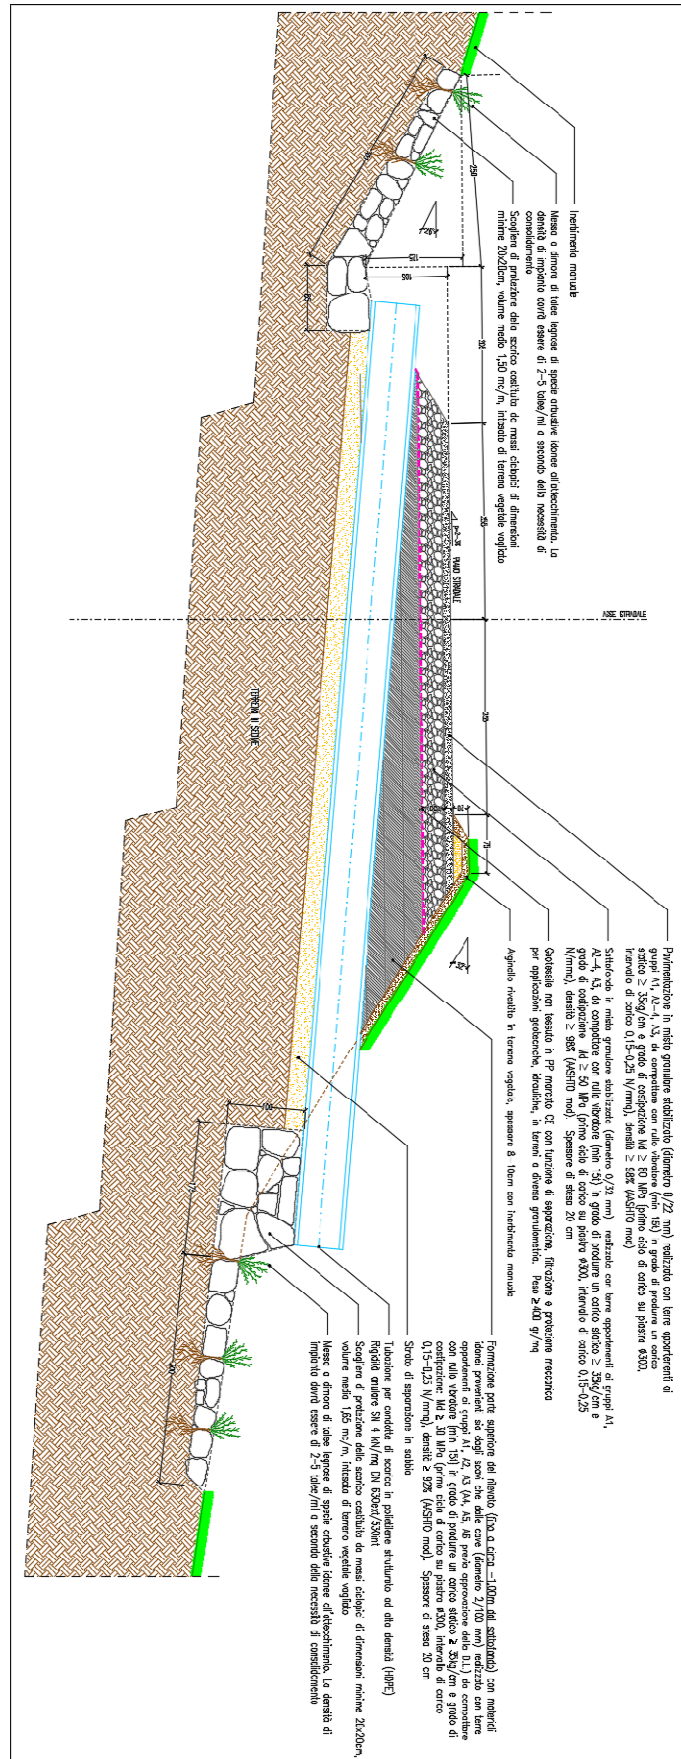 Inerbimento manuale
Messa a dimora di talee legnose di specie arbustive idonee all'attecchimento. La
densità di impianto dovrà essere di 2-5 talee/ml a seconda della necessità di
consolidamento
Scogliera di protezione dello scarico costituita da massi ciclopici di dimensioni
minime 20x20cm, volume medio 1,50 mc/m, intasato di terreno vegetale vagliato
250
125
105
155
PIANO STRADALE
ASSE STRADALE
TERRENI IN SEDIME
20
Pavimentazione in misto granulare stabilizzato (diametro 0/22 mm) realizzato con terre appartenenti ai
gruppi A1, A2-4, A3, da compattare con rullo vibratore (min 15t) in grado di produrre un carico
statico ≥ 35kg/cm e grado di costipazione Md ≥ 80 MPa (primo ciclo di carico su piastra ø300,
intervallo di carico 0,15-0,25 N/mmq), densità ≥ 98% (AASHTO mod)
Sottofondo in misto granulare stabilizzato (diametro 0/32 mm) realizzato con terre appartenenti ai gruppi A1,
A2-4, A3, da compattare con rullo vibratore (min 15t) in grado di produrre un carico statico ≥ 35kg/cm e
grado di costipazione Md ≥ 50 MPa (primo ciclo di carico su piastra ø300, intervallo di carico 0,15-0,25
N/mmq), densità ≥ 98% (AASHTO mod). Spessore di stesa 20 cm
Geotessile non tessuto in PP marcato CE con funzione di separazione, filtrazione e protezione meccanica
per applicazioni geotecniche, idrauliche, in terreni a diversa granulometria. Peso ≥ 400 gr/mq
Arginello rivestito in terreno vegetale, spessore 8-10cm con inerbimento manuale
Formazione parte superiore del rilevato (fino a circa -1,00m dal sottofondo) con materiali
idonei provenienti sia dagli scavi che dalle cave (diametro 2/100 mm) realizzato con terre
appartenenti ai gruppi A1, A2, A3 (A4, A5, A6 previa approvazione della D.L.) da compattare
con rullo vibratore (min 15t) in grado di produrre un carico statico ≥ 35kg/cm e grado di
costipazione Md ≥ 30 MPa (primo ciclo di carico su piastra ø300, intervallo di carico
0,15-0,25 N/mmq), densità ≥ 92% (AASHTO mod). Spessore di stesa 20 cm
Strato di separazione in sabbia
Tubazione per condotte di scarico in polietilene strutturato ad alta densità (HDPE)
Rigidità anulare SN 4 kN/mq DN 630est/530int
Scogliera di protezione dello scarico costituita da massi ciclopici di dimensioni minime 20x20cm,
volume medio 1,65 mc/m, intasato di terreno vegetale vagliato
Messa a dimora di talee legnose di specie arbustive idonee all'attecchimento. La densità di
impianto dovrà essere di 2-5 talee/ml a seconda della necessità di consolidamento